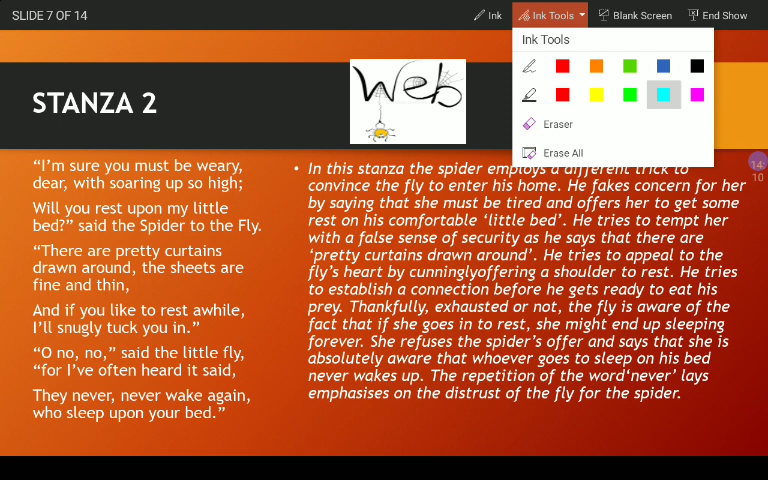 SLIDE 7 OF 14
Ink
Ink Tools
Blank Screen
End Show
Ink Tools
Eraser
Erase All
14:
10
STANZA 2
Web
“I’m sure you must be weary,
dear, with soaring up so high;
Will you rest upon my little
bed?” said the Spider to the Fly.
“There are pretty curtains
drawn around, the sheets are
fine and thin,
And if you like to rest awhile,
I’ll snugly tuck you in.”
“O no, no,” said the little fly,
“for I’ve often heard it said,
They never, never wake again,
who sleep upon your bed.”
• In this stanza the spider employs a different trick to
convince the fly to enter his home. He fakes concern for her
by saying that she must be tired and offers her to get some
rest on his comfortable ‘little bed’. He tries to tempt her
with a false sense of security as he says that there are
‘pretty curtains drawn around’. He tries to appeal to the
fly’s heart by cunninglyoffering a shoulder to rest. He tries
to establish a connection before he gets ready to eat his
prey. Thankfully, exhausted or not, the fly is aware of the
fact that if she goes in to rest, she might end up sleeping
forever. She refuses the spider’s offer and says that she is
absolutely aware that whoever goes to sleep on his bed
never wakes up. The repetition of the word‘never’ lays
emphasises on the distrust of the fly for the spider.